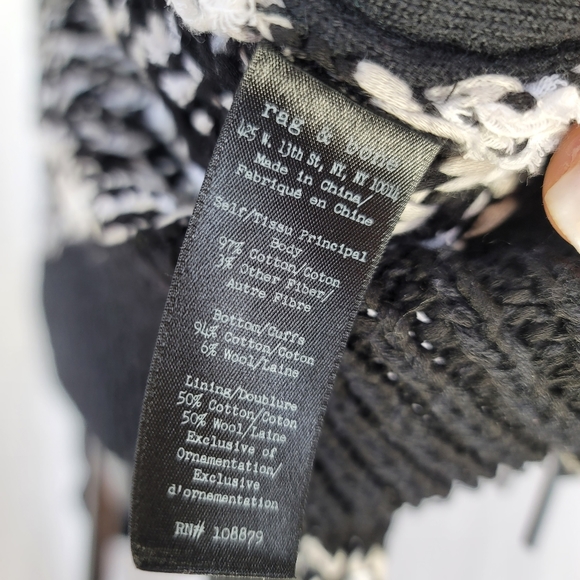 rag & bone
425 W. 13th St, NY, NY 10014
Made in China/
Fabriqué en Chine
Self/Tissu Principal
Body
97% Cotton/Coton
3% Other Fiber/
Autre Fibre
Bottom/Cuffs
94% Cotton/Coton
6% Wool/Laine
Lining/Doublure
50% Cotton/Coton
50% Wool/Laine
Exclusive of
Ornamentation/
Exclusive
d'ornementation
RN# 108879